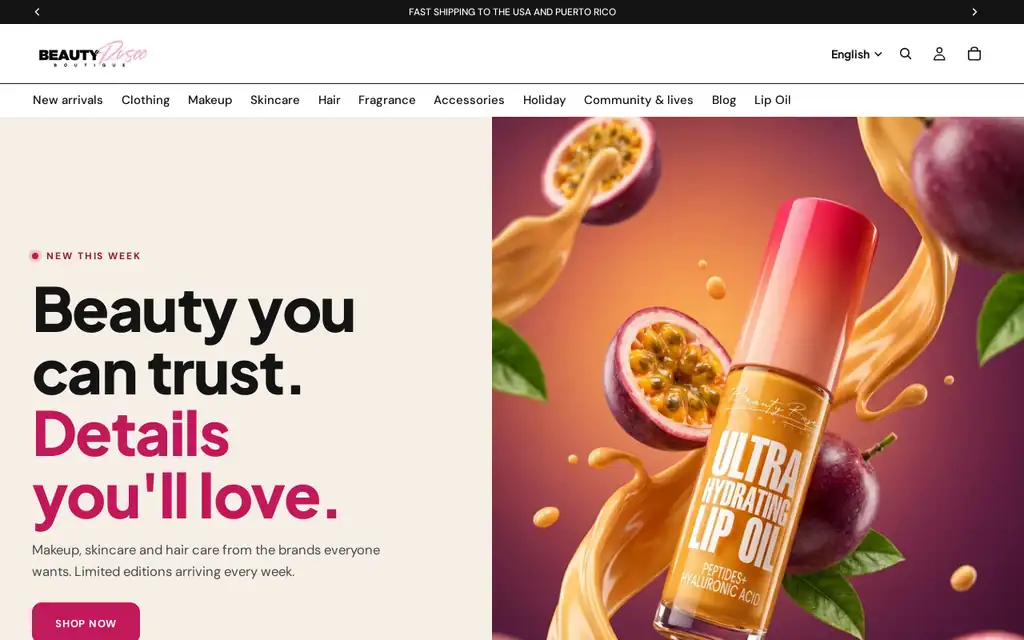 FAST SHIPPING TO THE USA AND PUERTO RICO
BEAUTY
BOUTIQUE
English
New arrivals
Clothing
Makeup
Skincare
Hair
Fragrance
Accessories
Holiday
Community & lives
Blog
Lip Oil
NEW THIS WEEK
Beauty you
can trust.
Details
you'll love.
Makeup, skincare and hair care from the brands everyone
wants. Limited editions arriving every week.
SHOP NOW
ULTRA
HYDRATING
LIP OIL
PEPTIDES+
HYALURONIC ACID